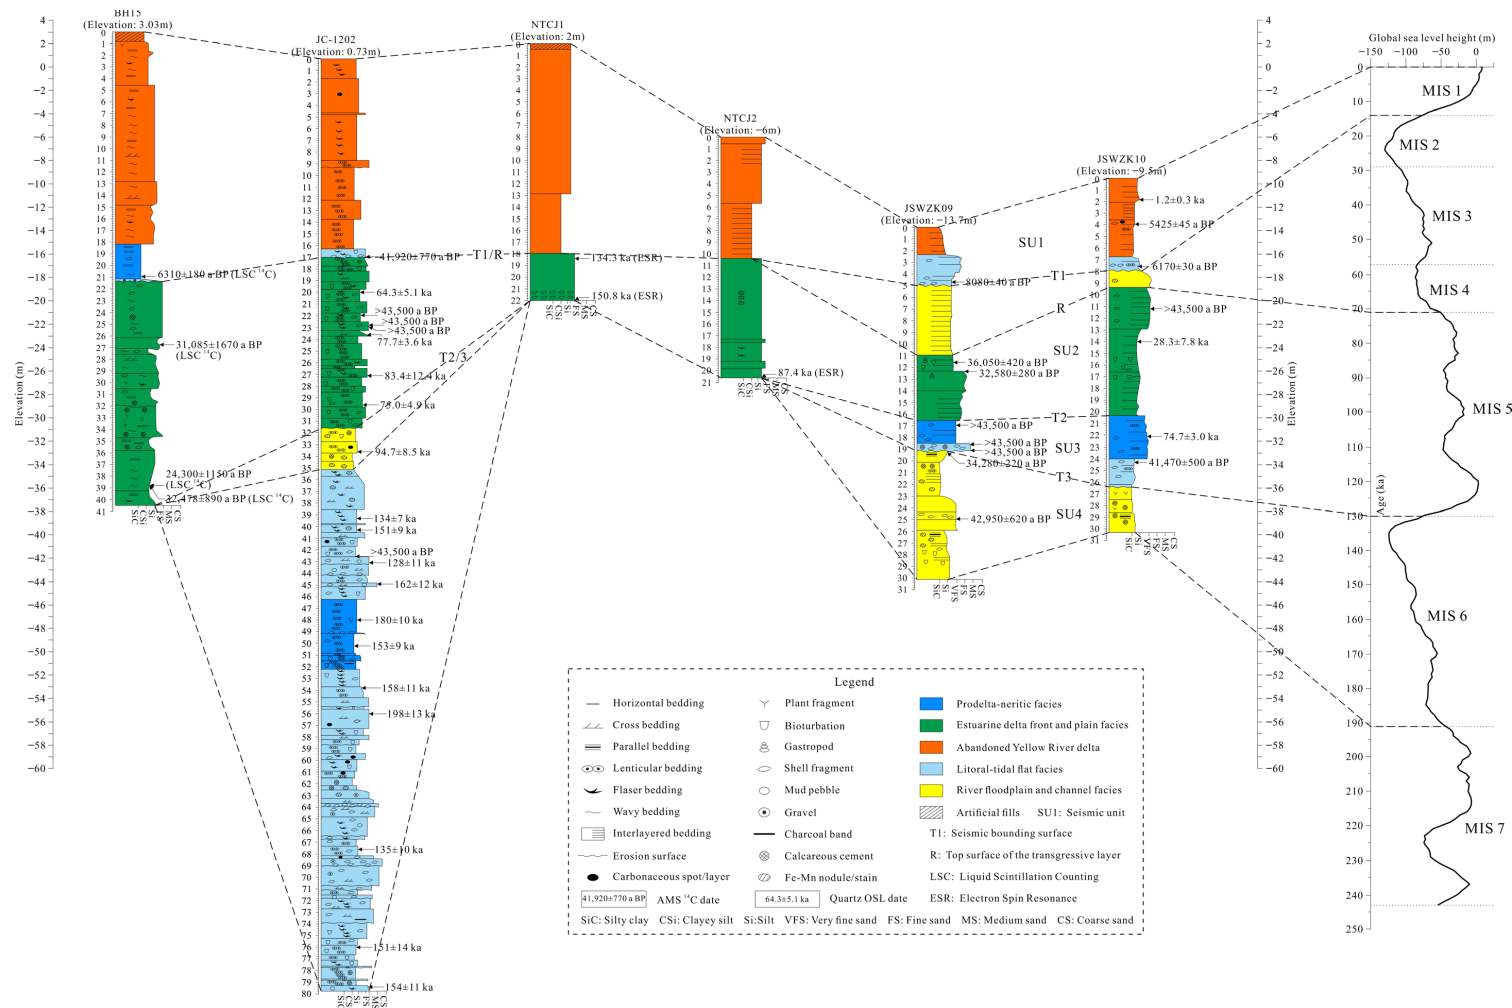 BH15
(Elevation: 3.03m)
JC-1202
(Elevation: 0.73m)
NTCJ1
(Elevation: 2m)
NTCJ2
(Elevation: −6m)
JSWZK09
(Elevation: −13.7m)
JSWZK10
(Elevation: −9.5m)
Global sea level height (m)
−150 −100 −50 0
Elevation (m)
Elevation (m)
Age (ka)
6310±180 a BP (LSC ¹⁴C)
31,085±1670 a BP
(LSC ¹⁴C)
24,300±1150 a BP
(LSC ¹⁴C)
32,478±890 a BP (LSC ¹⁴C)
41,920±770 a BP
64.3±5.1 ka
>43,500 a BP
>43,500 a BP
>43,500 a BP
77.7±3.6 ka
83.4±12.4 ka
75.0±4.9 ka
94.7±8.5 ka
134±7 ka
151±9 ka
>43,500 a BP
128±11 ka
162±12 ka
180±10 ka
153±9 ka
158±11 ka
198±13 ka
135±10 ka
151±14 ka
154±11 ka
T1/R
T2/3
134.3 ka (ESR)
150.8 ka (ESR)
87.4 ka (ESR)
SU1
T1
8080±40 a BP
R
SU2
36,050±420 a BP
32,580±280 a BP
T2
>43,500 a BP
>43,500 a BP
>43,500 a BP
SU3
34,280±220 a BP
T3
SU4
42,950±620 a BP
1.2±0.3 ka
5425±45 a BP
6170±30 a BP
>43,500 a BP
28.3±7.8 ka
74.7±3.0 ka
41,470±500 a BP
MIS 1
MIS 2
MIS 3
MIS 4
MIS 5
MIS 6
MIS 7
Legend
Horizontal bedding
Plant fragment
Prodelta-neritic facies
Cross bedding
Bioturbation
Estuarine delta front and plain facies
Parallel bedding
Gastropod
Abandoned Yellow River delta
Lenticular bedding
Shell fragment
Litoral-tidal flat facies
Flaser bedding
Mud pebble
River floodplain and channel facies
Wavy bedding
Gravel
Artificial fills SU1: Seismic unit
Interlayered bedding
Charcoal band
T1: Seismic bounding surface
Erosion surface
Calcareous cement
R: Top surface of the transgressive layer
Carbonaceous spot/layer
Fe-Mn nodule/stain
LSC: Liquid Scintillation Counting
41,920±770 a BP AMS ¹⁴C date
64.3±5.1 ka Quartz OSL date
ESR: Electron Spin Resonance
SiC: Silty clay CSi: Clayey silt Si:Silt VFS: Very fine sand FS: Fine sand MS: Medium sand CS: Coarse sand